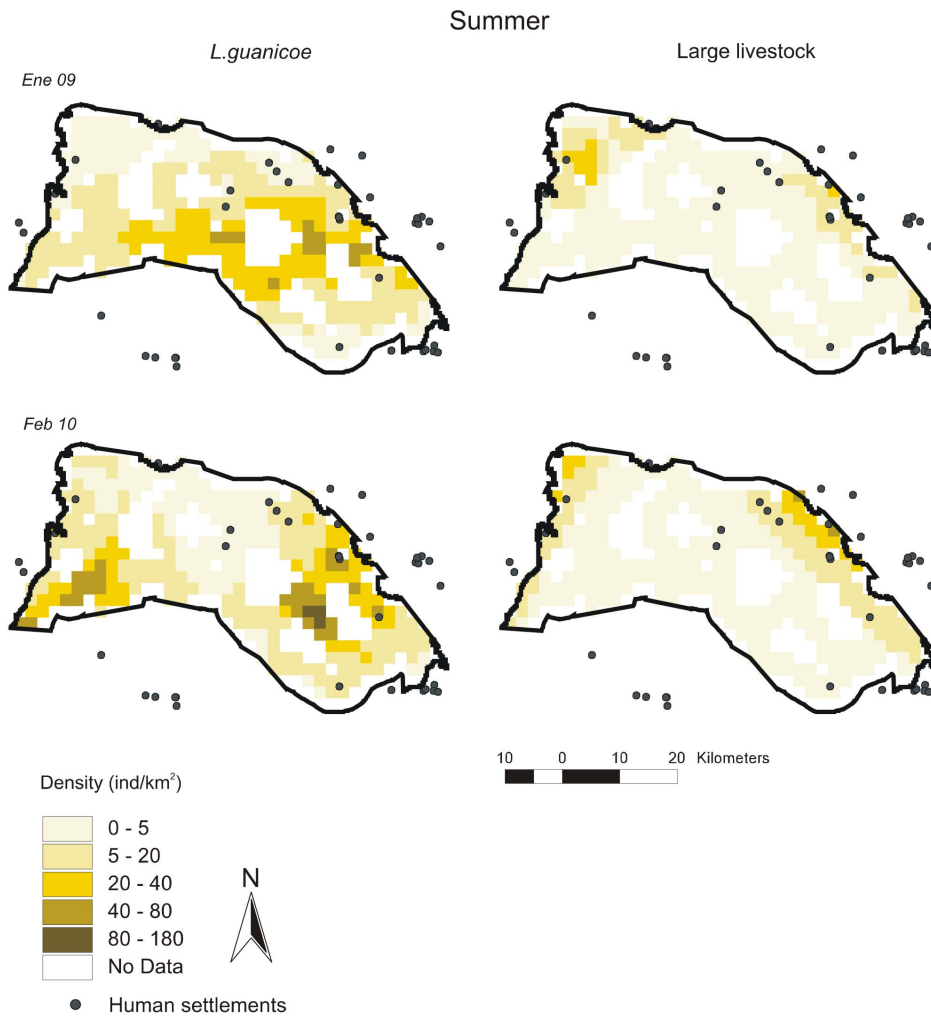 Summer
L.guanicoe
Large livestock
Ene 09
Feb 10
10 0 10 20 Kilometers
Density (ind/km²)
0 - 5
5 - 20
20 - 40
40 - 80
80 - 180
No Data
N
Human settlements